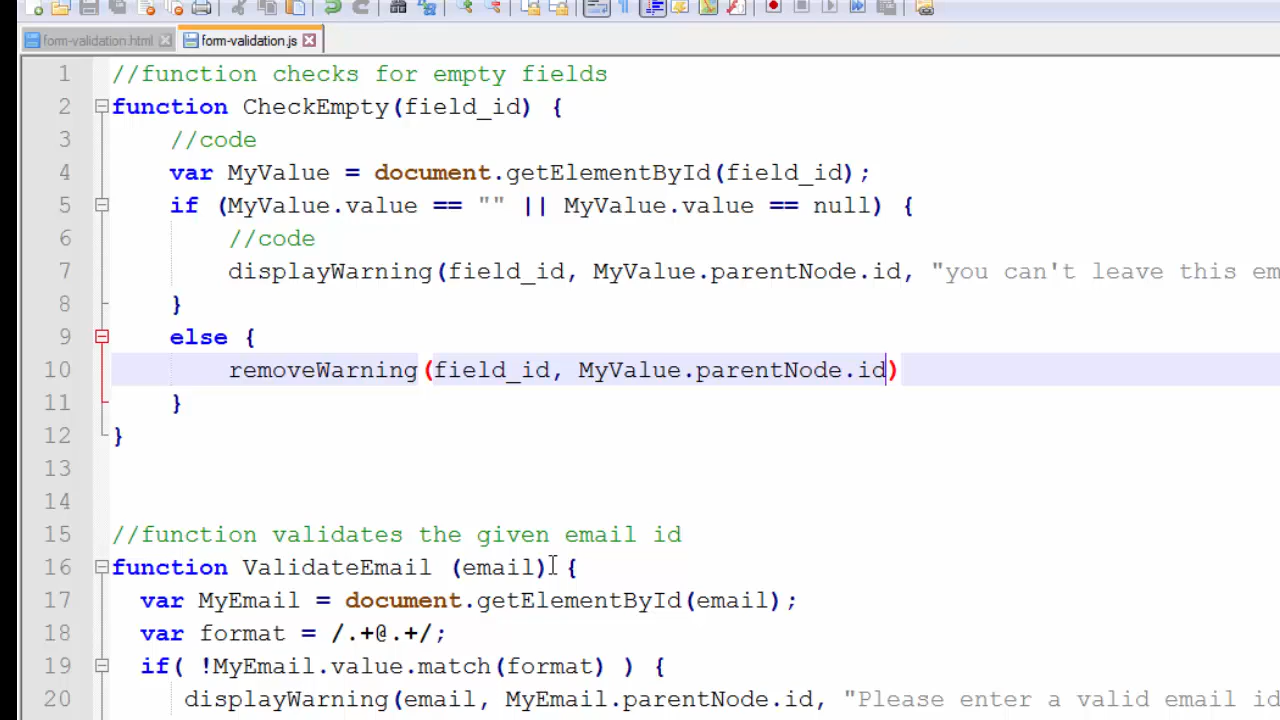 form-validation.html form-validation.js
1 //function checks for empty fields
2 function CheckEmpty(field_id) {
3 //code
4 var MyValue = document.getElementById(field_id);
5 if (MyValue.value == "" || MyValue.value == null) {
6 //code
7 displayWarning(field_id, MyValue.parentNode.id, "you can't leave this em
8 }
9 else {
10 removeWarning(field_id, MyValue.parentNode.id)
11 }
12 }
13
14
15 //function validates the given email id
16 function ValidateEmail (email) {
17 var MyEmail = document.getElementById(email);
18 var format = /.+@.+/;
19 if( !MyEmail.value.match(format) ) {
20 displayWarning(email, MyEmail.parentNode.id, "Please enter a valid email id